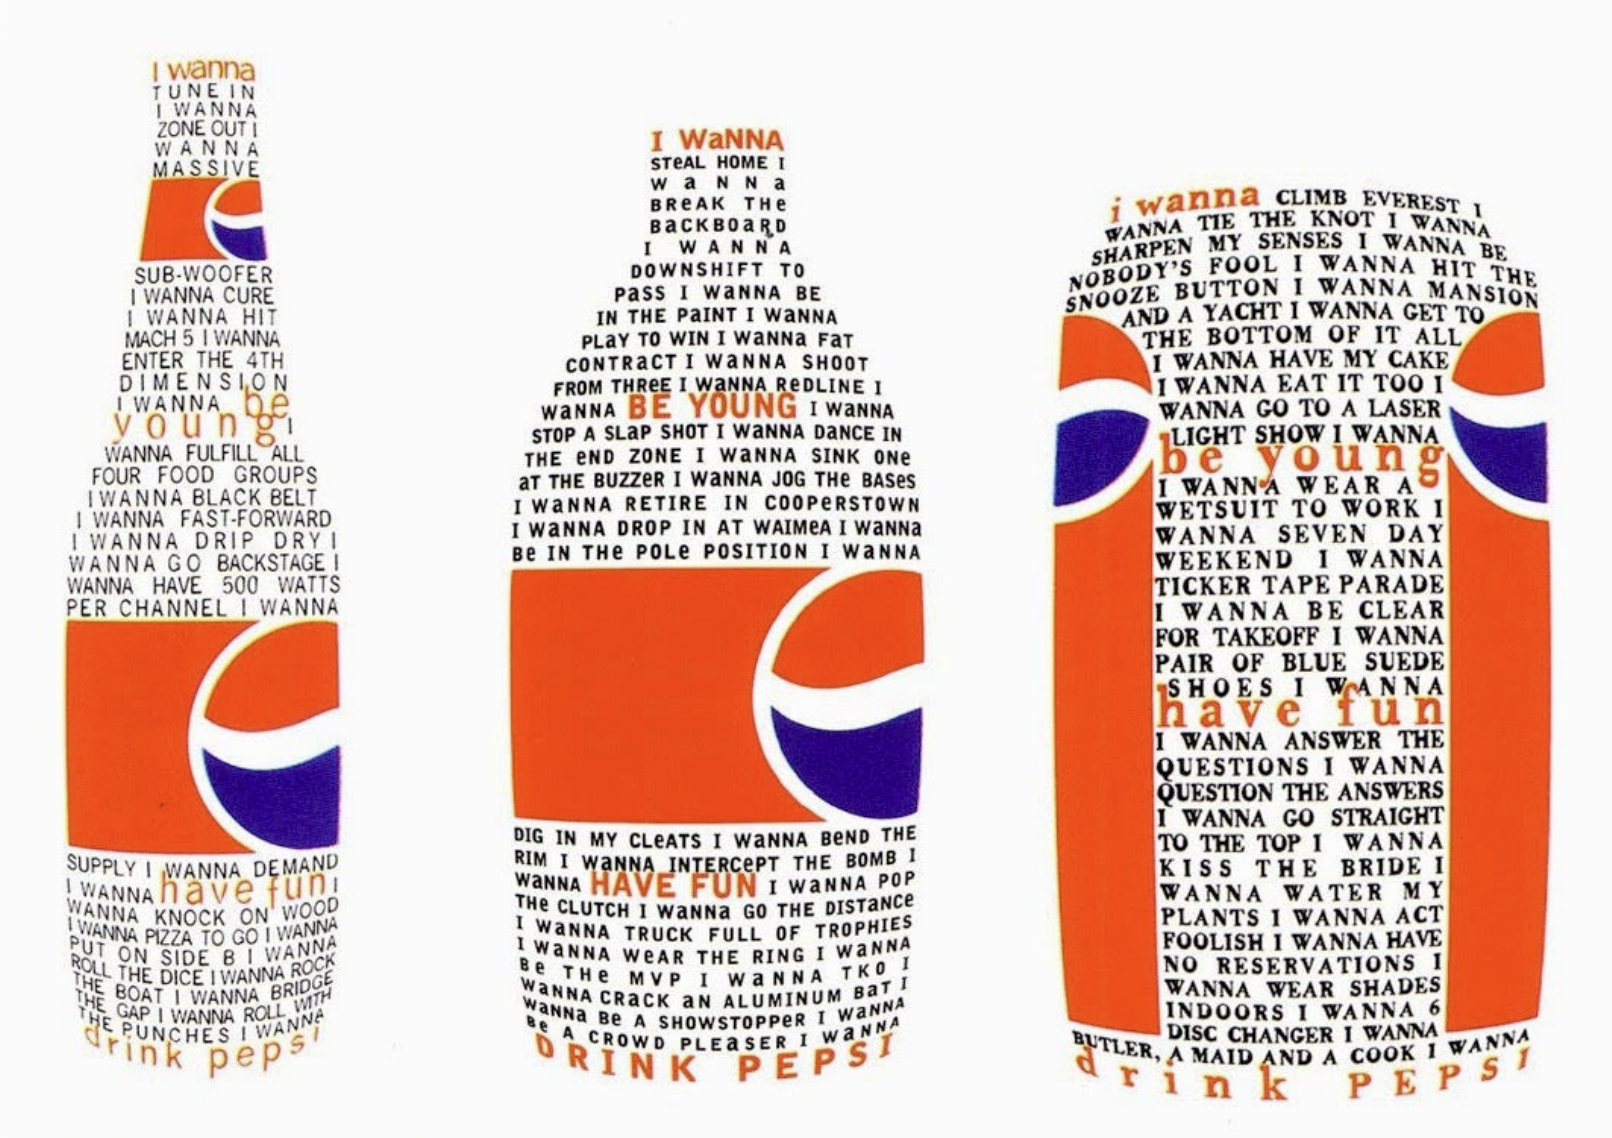 I wanna
TUNE IN
I WANNA
ZONE OUT I
WANNA
MASSIVE
SUB-WOOFER
I WANNA CURE
I WANNA HIT
MACH 5 I WANNA
ENTER THE 4TH
DIMENSION
I WANNA be
young I
WANNA FULFILL ALL
FOUR FOOD GROUPS
I WANNA BLACK BELT
I WANNA FAST-FORWARD
I WANNA DRIP DRY I
WANNA GO BACKSTAGE I
WANNA HAVE 500 WATTS
PER CHANNEL I WANNA
SUPPLY I WANNA DEMAND
I WANNA have fun I
WANNA KNOCK ON WOOD
I WANNA PIZZA TO GO I WANNA
PUT ON SIDE B I WANNA
ROLL THE DICE I WANNA ROCK
THE BOAT I WANNA BRIDGE
THE GAP I WANNA ROLL WITH
THE PUNCHES I WANNA
drink pepsi
I WaNNA
STeAL HOME I
WaNNa
BReAK THe
BaCKBOaRD
I WANNA
DOWNSHIFT TO
Pass I WaNNA BE
IN THE PaINT I WaNNA
PLaY TO WIN I WaNNa FaT
CONTRaCT I WaNNA SHOOT
FROM THReE I WaNNA ReDLINE I
WaNNA BE YOUNG I WaNNA
STOP A SLaP SHOT I WaNNA DaNCE IN
THE eND ZONE I WaNNA SINK ONe
aT THE BUZZeR I WaNNA JOG THe BASeS
I WaNNA RETIRE IN COOPeRSTOWN
I WaNNA DROP IN AT WAIMeA I WaNNa
Be IN THe POLe POSITION I WaNNA
DIG IN MY CLeATS I WaNNA BeND THE
RIM I WaNNA INTERCePT THE BOMB I
WaNNA HAVE FUN I WaNNA POP
THe CLUTCH I WaNNa GO THE DISTaNCe
I WaNNA TRUCK FULL OF TROPHIES
I WaNNA WeAR THE RING I WaNNA
Be THe MVP I WaNNA TKO I
WaNNA CRaCK aN ALUMINUM BaT I
WaNNa Be A SHOWSTOPPeR I WaNNA
Be A CROWD PLeaSER I WaNNA
DRINK PEPSI
i wanna CLIMB EVEREST I
WANNA TIE THE KNOT I WANNA
SHARPEN MY SENSES I WANNA BE
NOBODY'S FOOL I WANNA HIT THE
SNOOZE BUTTON I WANNA MANSION
AND A YACHT I WANNA GET TO
THE BOTTOM OF IT ALL
I WANNA HAVE MY CAKE
I WANNA EAT IT TOO I
WANNA GO TO A LASER
LIGHT SHOW I WANNA
be young
I WANNA WEAR A
WETSUIT TO WORK I
WANNA SEVEN DAY
WEEKEND I WANNA
TICKER TAPE PARADE
I WANNA BE CLEAR
FOR TAKEOFF I WANNA
PAIR OF BLUE SUEDE
SHOES I WANNA
have fun
I WANNA ANSWER THE
QUESTIONS I WANNA
QUESTION THE ANSWERS
I WANNA GO STRAIGHT
TO THE TOP I WANNA
KISS THE BRIDE I
WANNA WATER MY
PLANTS I WANNA ACT
FOOLISH I WANNA HAVE
NO RESERVATIONS I
WANNA WEAR SHADES
INDOORS I WANNA 6
DISC CHANGER I WANNA
BUTLER, A MAID AND A COOK I WANNA
drink PEPSI